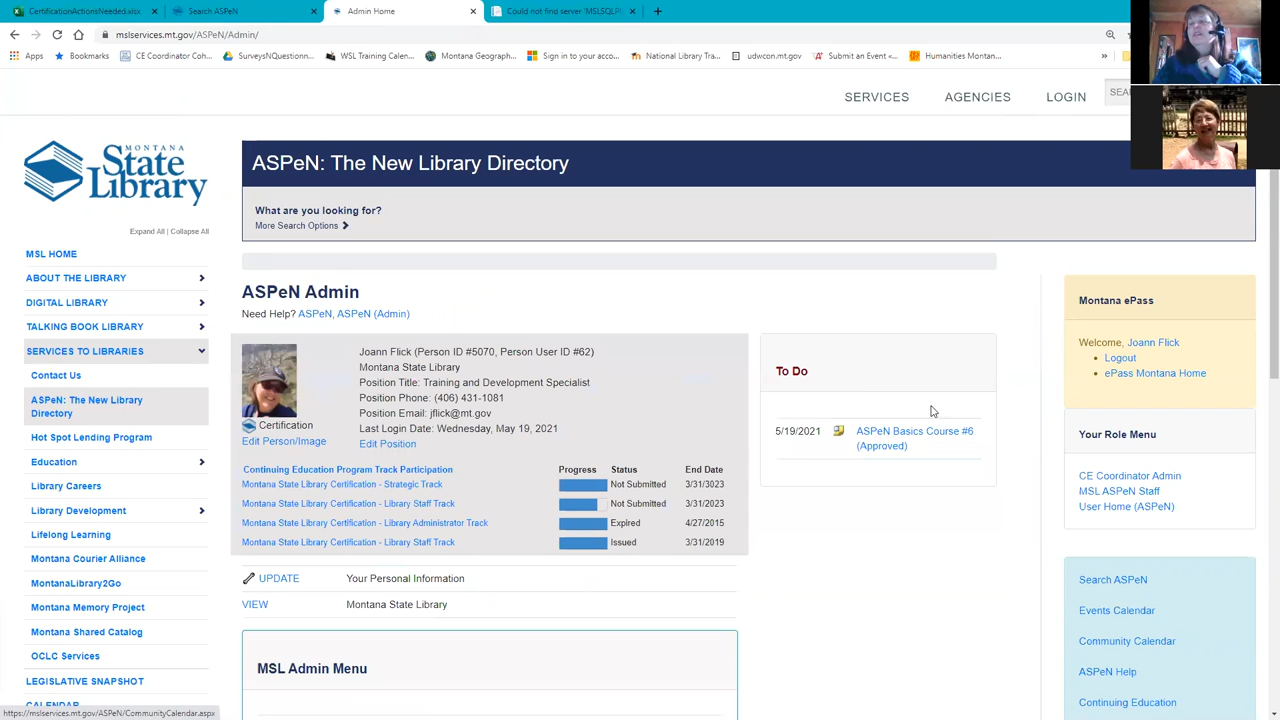 CertificationActionsNeeded.xlsx
Search ASPeN
Admin Home
Could not find server 'MSLSQLP
mslservices.mt.gov/ASPeN/Admin/
Apps
Bookmarks
CE Coordinator Coh...
SurveysNQuestionn...
WSL Training Calen...
Montana Geograph...
Sign in to your acco...
National Library Tra...
udwcon.mt.gov
Submit an Event «...
Humanities Montan...
SERVICES
AGENCIES
LOGIN
SEA
MONTANA
State
Library
ASPeN: The New Library Directory
What are you looking for?
More Search Options
Expand All | Collapse All
MSL HOME
ABOUT THE LIBRARY
DIGITAL LIBRARY
TALKING BOOK LIBRARY
SERVICES TO LIBRARIES
Contact Us
ASPeN: The New Library
Directory
Hot Spot Lending Program
Education
Library Careers
Library Development
Lifelong Learning
Montana Courier Alliance
MontanaLibrary2Go
Montana Memory Project
Montana Shared Catalog
OCLC Services
LEGISLATIVE SNAPSHOT
CALENDAR
https://mslservices.mt.gov/ASPeN/CommunityCalendar.aspx
ASPeN Admin
Need Help? ASPeN, ASPeN (Admin)
Joann Flick (Person ID #5070, Person User ID #62)
Montana State Library
Position Title: Training and Development Specialist
Position Phone: (406) 431-1081
Position Email: jflick@mt.gov
Last Login Date: Wednesday, May 19, 2021
Certification
Edit Person/Image
Edit Position
Continuing Education Program Track Participation Progress Status End Date
Montana State Library Certification - Strategic Track Not Submitted 3/31/3023
Montana State Library Certification - Library Staff Track Not Submitted 3/31/3023
Montana State Library Certification - Library Administrator Track Expired 4/27/2015
Montana State Library Certification - Library Staff Track Issued 3/31/2019
UPDATE Your Personal Information
VIEW Montana State Library
MSL Admin Menu
To Do
5/19/2021 ASPeN Basics Course #6
(Approved)
Montana ePass
Welcome, Joann Flick
Logout
ePass Montana Home
Your Role Menu
CE Coordinator Admin
MSL ASPeN Staff
User Home (ASPeN)
Search ASPeN
Events Calendar
Community Calendar
ASPeN Help
Continuing Education